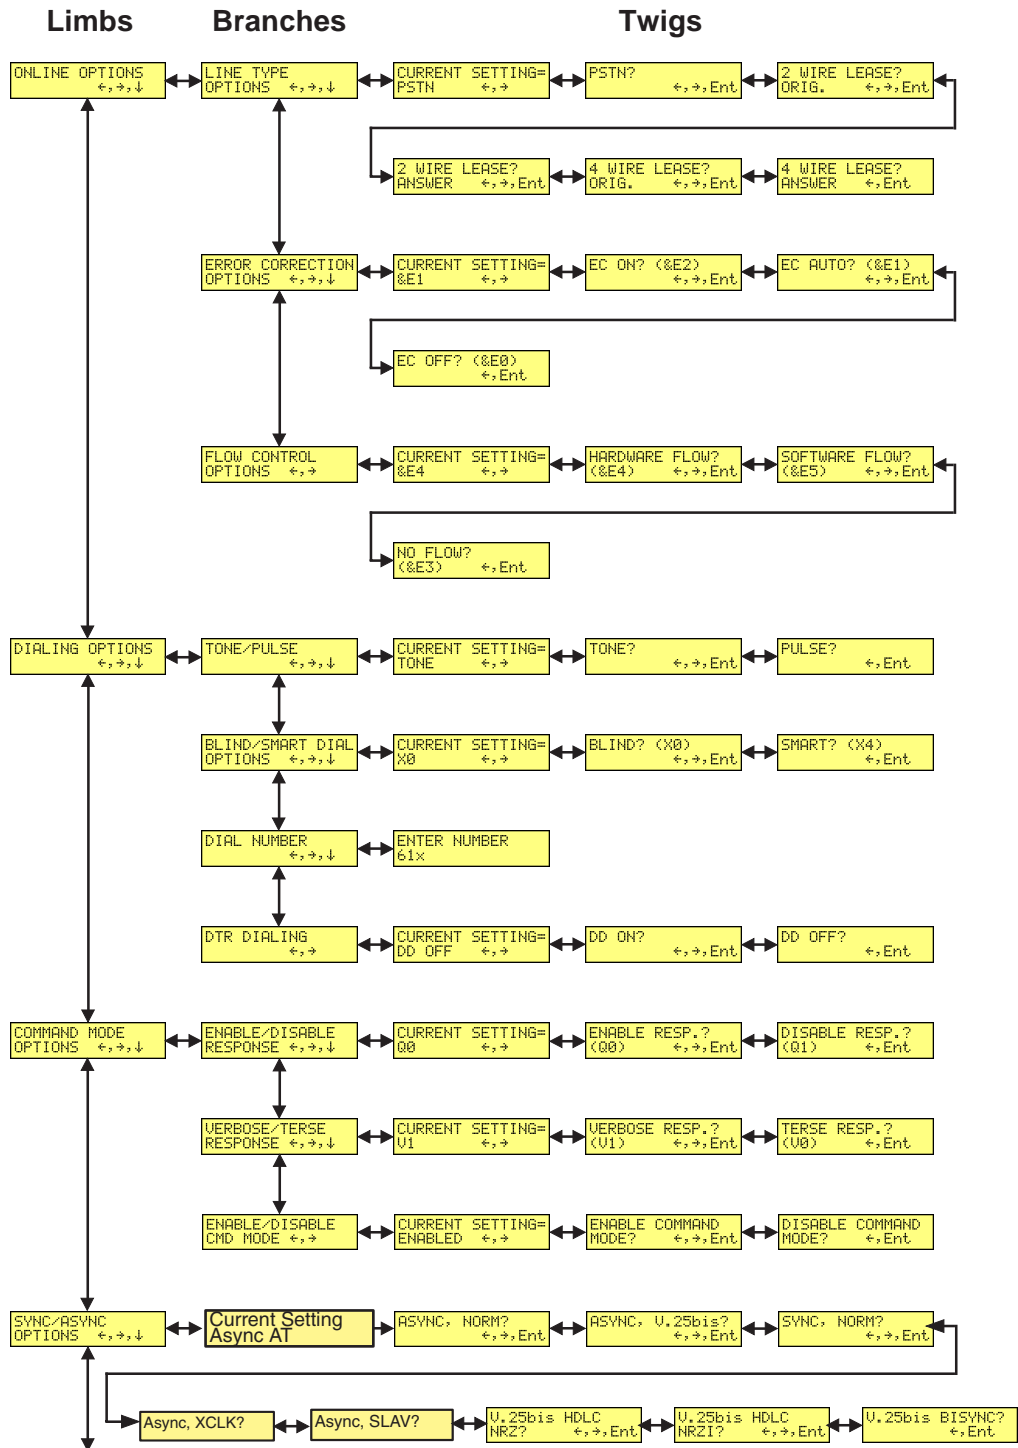 Limbs Branches Twigs
ONLINE OPTIONS
←,→,↓
LINE TYPE
OPTIONS ←,→,↓
CURRENT SETTING=
PSTN ←,→
PSTN?
←,→,Ent
2 WIRE LEASE?
ORIG. ←,→,Ent
2 WIRE LEASE?
ANSWER ←,→,Ent
4 WIRE LEASE?
ORIG. ←,→,Ent
4 WIRE LEASE?
ANSWER ←,Ent
ERROR CORRECTION
OPTIONS ←,→,↓
CURRENT SETTING=
&E1 ←,→
EC ON? (&E2)
←,→,Ent
EC AUTO? (&E1)
←,→,Ent
EC OFF? (&E0)
←,Ent
FLOW CONTROL
OPTIONS ←,→
CURRENT SETTING=
&E4 ←,→
HARDWARE FLOW?
(&E4) ←,→,Ent
SOFTWARE FLOW?
(&E5) ←,→,Ent
NO FLOW?
(&E3) ←,Ent
DIALING OPTIONS
←,→,↓
TONE/PULSE
←,→,↓
CURRENT SETTING=
TONE ←,→
TONE?
←,→,Ent
PULSE?
←,Ent
BLIND/SMART DIAL
OPTIONS ←,→,↓
CURRENT SETTING=
X0 ←,→
BLIND? (X0)
←,→,Ent
SMART? (X4)
←,Ent
DIAL NUMBER
←,→,↓
ENTER NUMBER
61x
DTR DIALING
←,→
CURRENT SETTING=
DD OFF ←,→
DD ON?
←,→,Ent
DD OFF?
←,Ent
COMMAND MODE
OPTIONS ←,→,↓
ENABLE/DISABLE
RESPONSE ←,→,↓
CURRENT SETTING=
Q0 ←,→
ENABLE RESP.?
(Q0) ←,→,Ent
DISABLE RESP.?
(Q1) ←,Ent
VERBOSE/TERSE
RESPONSE ←,→,↓
CURRENT SETTING=
V1 ←,→
VERBOSE RESP.?
(V1) ←,→,Ent
TERSE RESP.?
(V0) ←,Ent
ENABLE/DISABLE
CMD MODE ←,→
CURRENT SETTING=
ENABLED ←,→
ENABLE COMMAND
MODE? ←,→,Ent
DISABLE COMMAND
MODE? ←,Ent
SYNC/ASYNC
OPTIONS ←,→,↓
Current Setting
Async AT
ASYNC, NORM?
←,→,Ent
ASYNC, V.25bis?
←,→,Ent
SYNC, NORM?
←,→,Ent
Async, XCLK?
Async, SLAV?
V.25bis HDLC
NRZ? ←,→,Ent
V.25bis HDLC
NRZI? ←,→,Ent
V.25bis BISYNC?
←,Ent